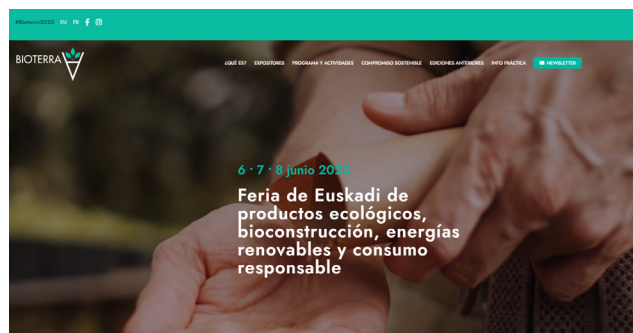 #Bioterra2025 EU FR
BIOTERRA
¿QUÉ ES? EXPOSITORES PROGRAMA Y ACTIVIDADES COMPROMISO SOSTENIBLE EDICIONES ANTERIORES INFO PRÁCTICA NEWSLETTER
6 · 7 · 8 junio 2025
Feria de Euskadi de
productos ecológicos,
bioconstrucción, energías
renovables y consumo
responsable